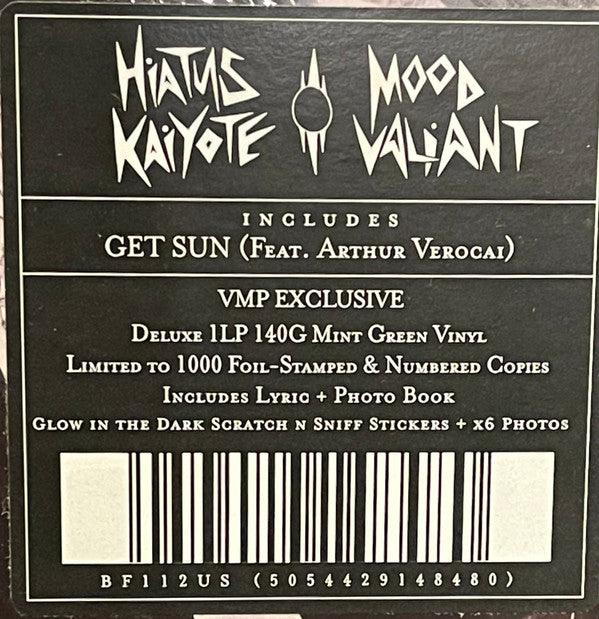 HiATUS KAiYOTE
MOOD VALiANT
INCLUDES
GET SUN (FEAT. ARTHUR VEROCAI)
VMP EXCLUSIVE
DELUXE 1LP 140G MINT GREEN VINYL
LIMITED TO 1000 FOIL-STAMPED & NUMBERED COPIES
INCLUDES LYRIC + PHOTO BOOK
GLOW IN THE DARK SCRATCH N SNIFF STICKERS + X6 PHOTOS
BF112US (5054429148480)